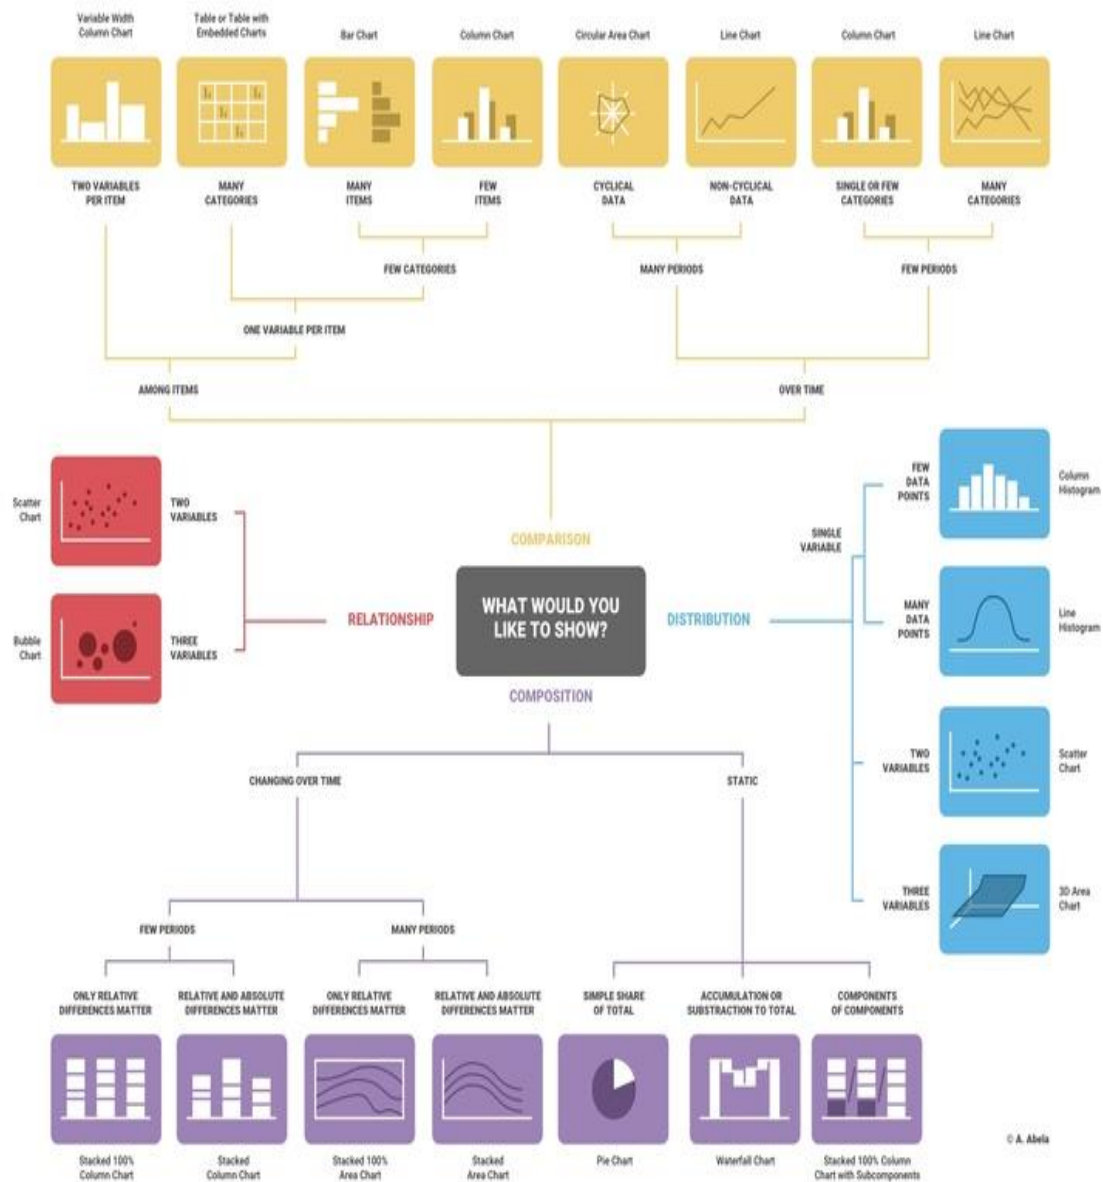 Variable Width
Column Chart
Table or Table with
Embedded Charts
Bar Chart
Column Chart
Circular Area Chart
Line Chart
Column Chart
Line Chart
TWO VARIABLES
PER ITEM
MANY
CATEGORIES
MANY
ITEMS
FEW
ITEMS
CYCLICAL
DATA
NON-CYCLICAL
DATA
SINGLE OR FEW
CATEGORIES
MANY
CATEGORIES
FEW CATEGORIES
MANY PERIODS
FEW PERIODS
ONE VARIABLE PER ITEM
AMONG ITEMS
OVER TIME
COMPARISON
WHAT WOULD YOU
LIKE TO SHOW?
RELATIONSHIP
Scatter
Chart
TWO
VARIABLES
Bubble
Chart
THREE
VARIABLES
DISTRIBUTION
SINGLE
VARIABLE
FEW
DATA
POINTS
Column
Histogram
MANY
DATA
POINTS
Line
Histogram
TWO
VARIABLES
Scatter
Chart
THREE
VARIABLES
3D Area
Chart
COMPOSITION
CHANGING OVER TIME
STATIC
FEW PERIODS
MANY PERIODS
ONLY RELATIVE
DIFFERENCES MATTER
RELATIVE AND ABSOLUTE
DIFFERENCES MATTER
ONLY RELATIVE
DIFFERENCES MATTER
RELATIVE AND ABSOLUTE
DIFFERENCES MATTER
SIMPLE SHARE
OF TOTAL
ACCUMULATION OR
SUBSTRACTION TO TOTAL
COMPONENTS
OF COMPONENTS
Stacked 100%
Column Chart
Stacked
Column Chart
Stacked 100%
Area Chart
Stacked
Area Chart
Pie Chart
Waterfall Chart
Stacked 100% Column
Chart with Subcomponents
© A. Abela